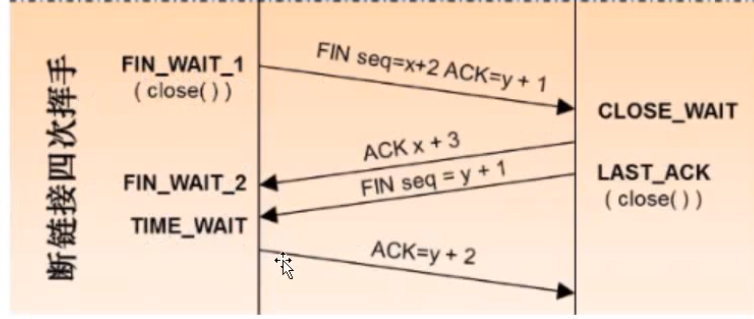 断链接四次挥手
FIN_WAIT_1
( close( ) )
FIN seq=x+2 ACK=y + 1
CLOSE_WAIT
ACK x + 3
FIN_WAIT_2
FIN seq = y + 1
LAST_ACK
( close( ) )
TIME_WAIT
ACK=y + 2